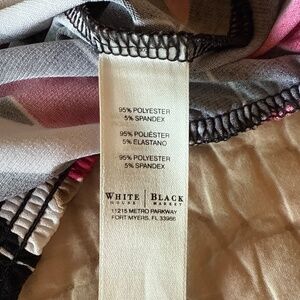 95% POLYESTER
5% SPANDEX
95% POLIÉSTER
5% ELASTANO
95% POLYESTER
5% SPANDEX
WHITE | BLACK
HOUSE | MARKET
11215 METRO PARKWAY
FORT MYERS, FL 33966